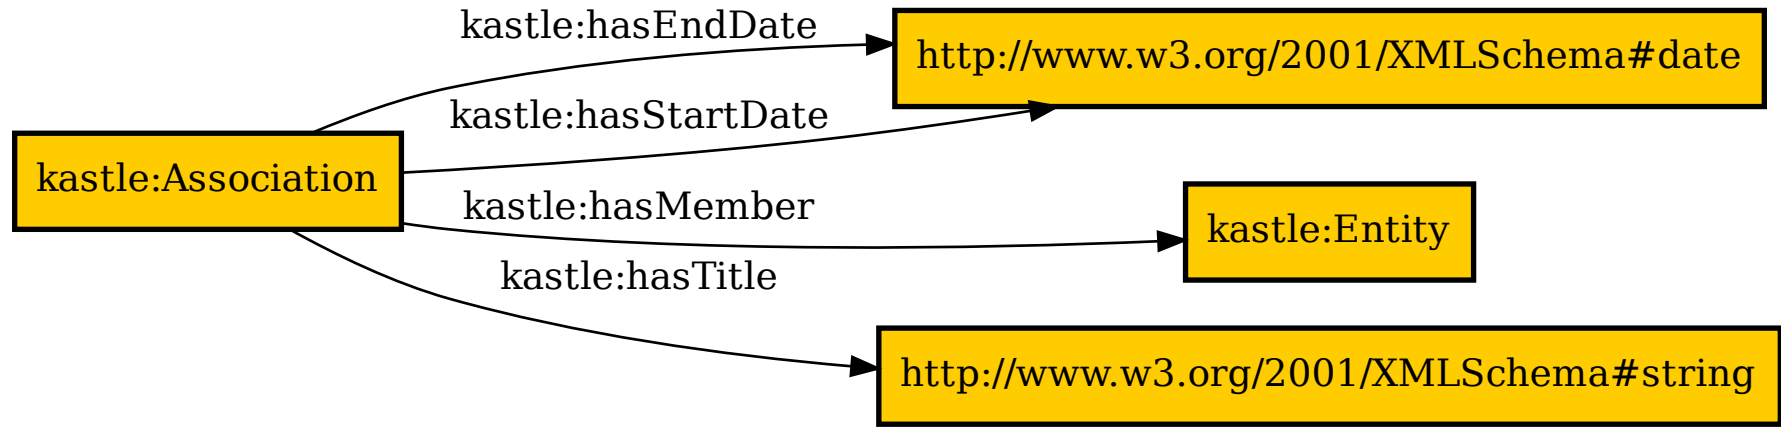 kastle:hasEndDate
http://www.w3.org/2001/XMLSchema#date
kastle:hasStartDate
kastle:Association
kastle:hasMember
kastle:Entity
kastle:hasTitle
http://www.w3.org/2001/XMLSchema#string